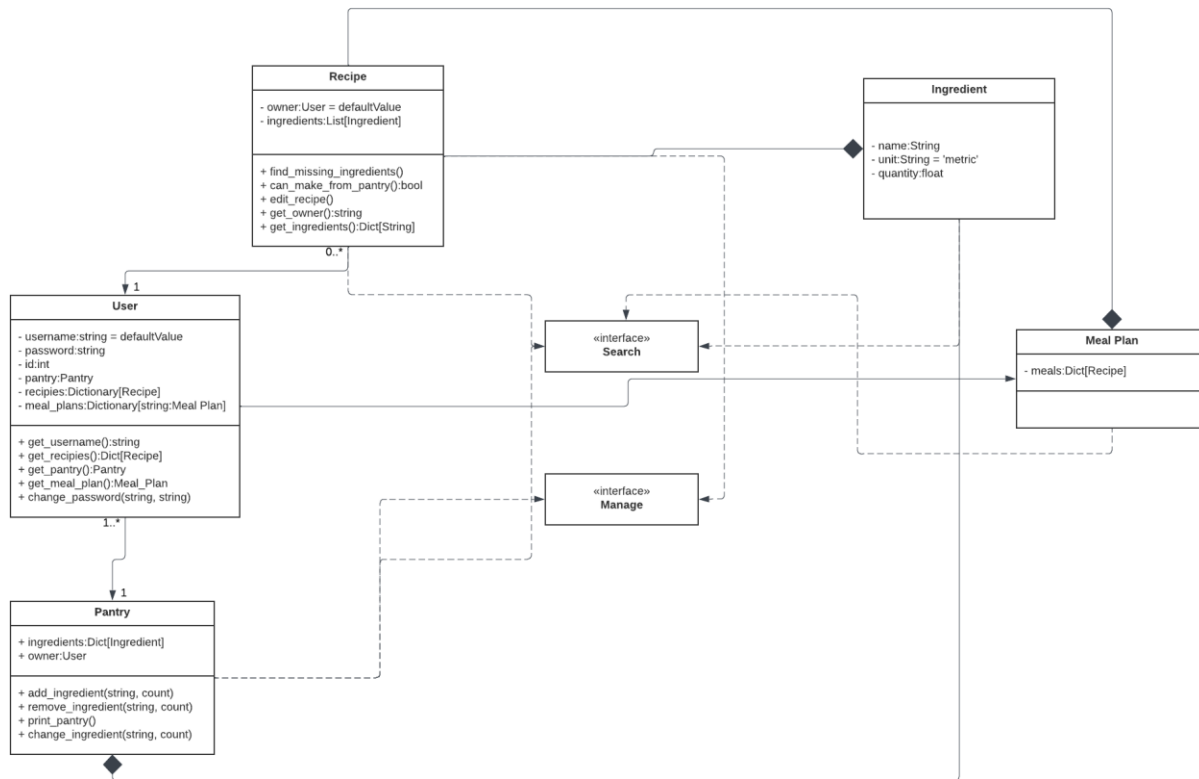 Recipe
- owner:User = defaultValue
- ingredients:List[Ingredient]
+ find_missing_ingredients()
+ can_make_from_pantry():bool
+ edit_recipe()
+ get_owner():string
+ get_ingredients():Dict[String]
0..*
1
Ingredient
- name:String
- unit:String = 'metric'
- quantity:float
User
- username:string = defaultValue
- password:string
- id:int
- pantry:Pantry
- recipies:Dictionary[Recipe]
- meal_plans:Dictionary[string:Meal Plan]
+ get_username():string
+ get_recipies():Dict[Recipe]
+ get_pantry():Pantry
+ get_meal_plan():Meal_Plan
+ change_password(string, string)
1..*
1
«interface»
Search
Meal Plan
- meals:Dict[Recipe]
«interface»
Manage
Pantry
+ ingredients:Dict[Ingredient]
+ owner:User
+ add_ingredient(string, count)
+ remove_ingredient(string, count)
+ print_pantry()
+ change_ingredient(string, count)